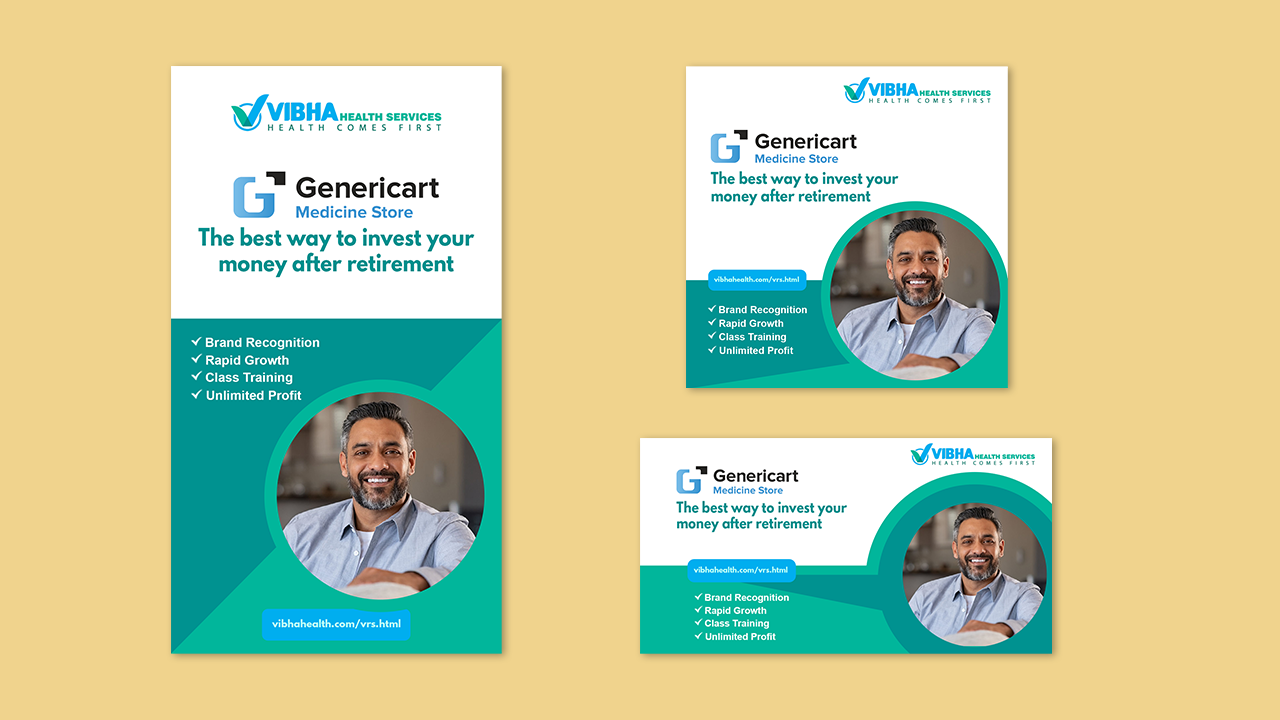 VIBHA HEALTH SERVICES
HEALTH COMES FIRST
Genericart
Medicine Store
The best way to invest your
money after retirement
Brand Recognition
Rapid Growth
Class Training
Unlimited Profit
vibhahealth.com/vrs.html
VIBHA HEALTH SERVICES
HEALTH COMES FIRST
Genericart
Medicine Store
The best way to invest your
money after retirement
vibhahealth.com/vrs.html
Brand Recognition
Rapid Growth
Class Training
Unlimited Profit
VIBHA HEALTH SERVICES
HEALTH COMES FIRST
Genericart
Medicine Store
The best way to invest your
money after retirement
vibhahealth.com/vrs.html
Brand Recognition
Rapid Growth
Class Training
Unlimited Profit